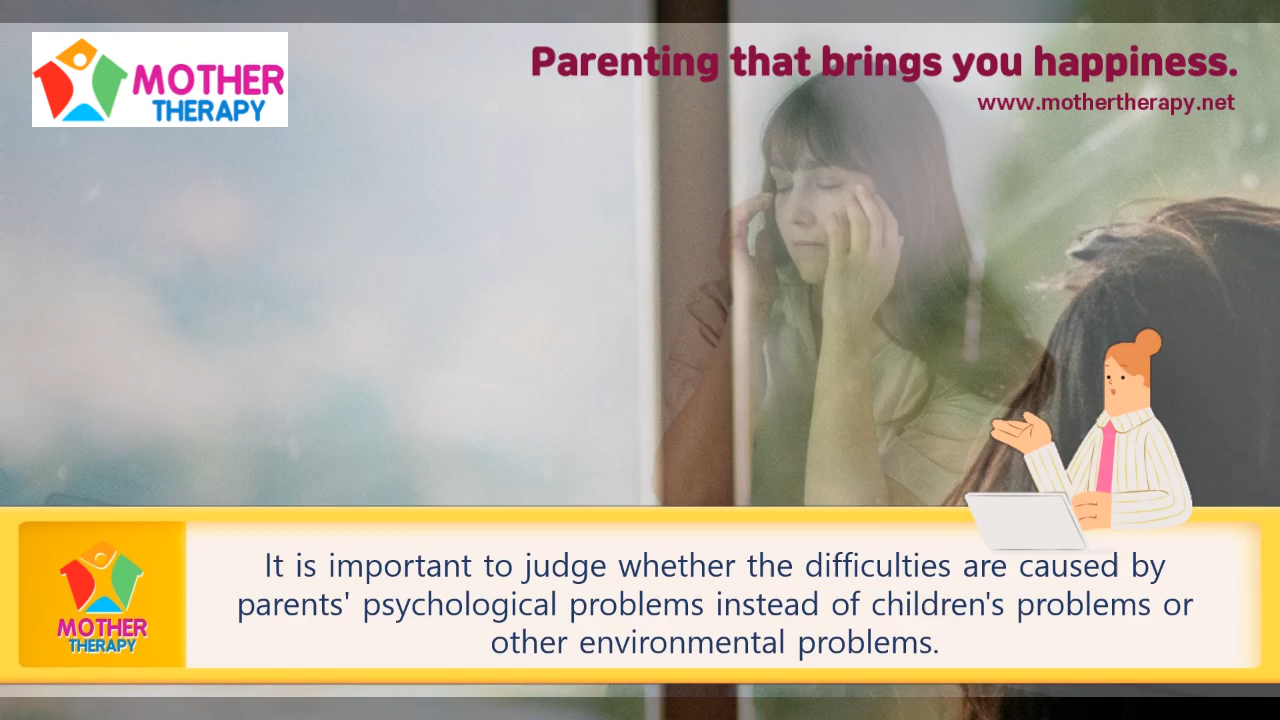 MOTHER
THERAPY
Parenting that brings you happiness.
www.mothertherapy.net
It is important to judge whether the difficulties are caused by
parents' psychological problems instead of children's problems or
other environmental problems.
MOTHER
THERAPY